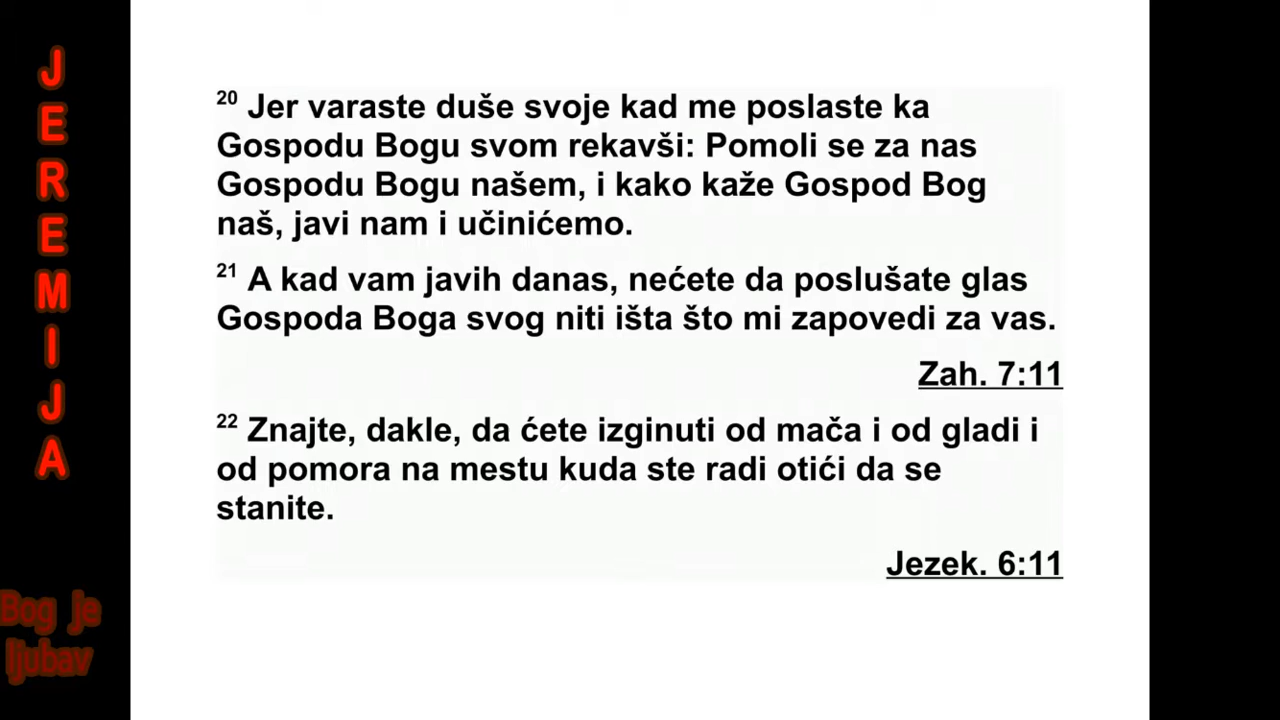 JEREMIJA
20 Jer varaste duše svoje kad me poslaste ka
Gospodu Bogu svom rekavši: Pomoli se za nas
Gospodu Bogu našem, i kako kaže Gospod Bog
naš, javi nam i učinićemo.
21 A kad vam javih danas, nećete da poslušate glas
Gospoda Boga svog niti išta što mi zapovedi za vas.
Zah. 7:11
22 Znajte, dakle, da ćete izginuti od mača i od gladi i
od pomora na mestu kuda ste radi otići da se
stanite.
Jezek. 6:11
Bog je
ljubav